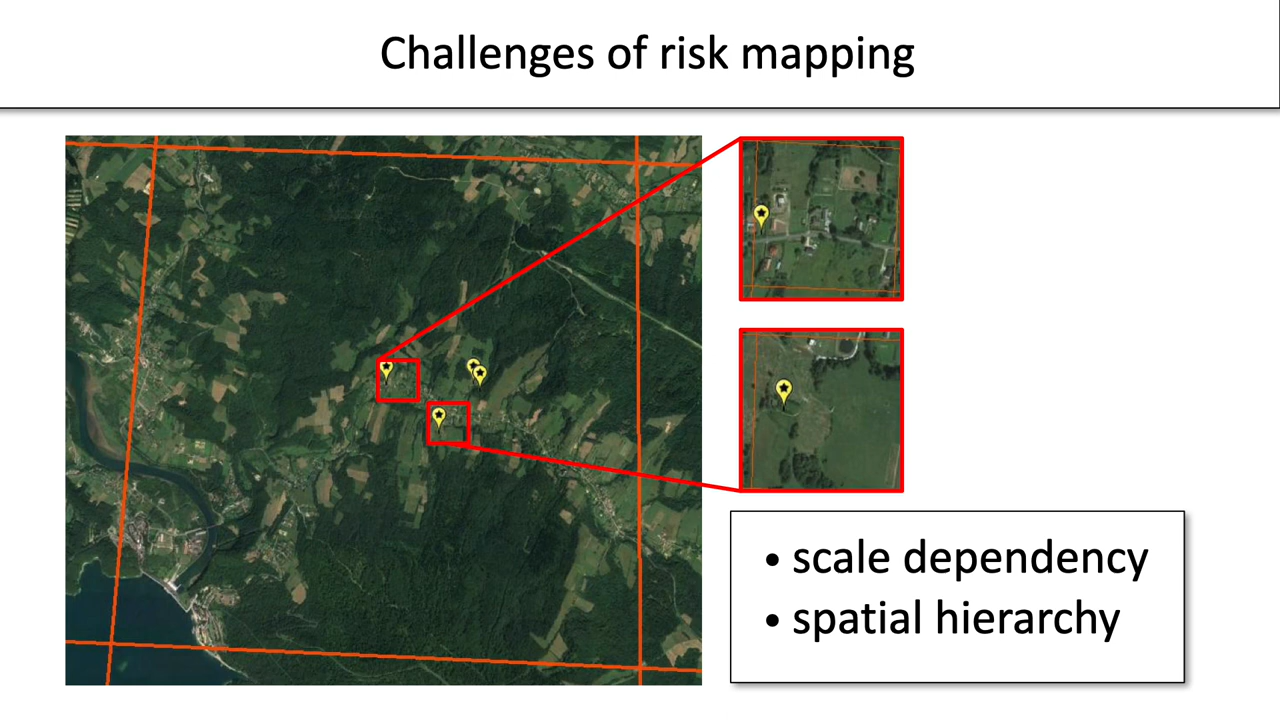 Challenges of risk mapping
• scale dependency
• spatial hierarchy